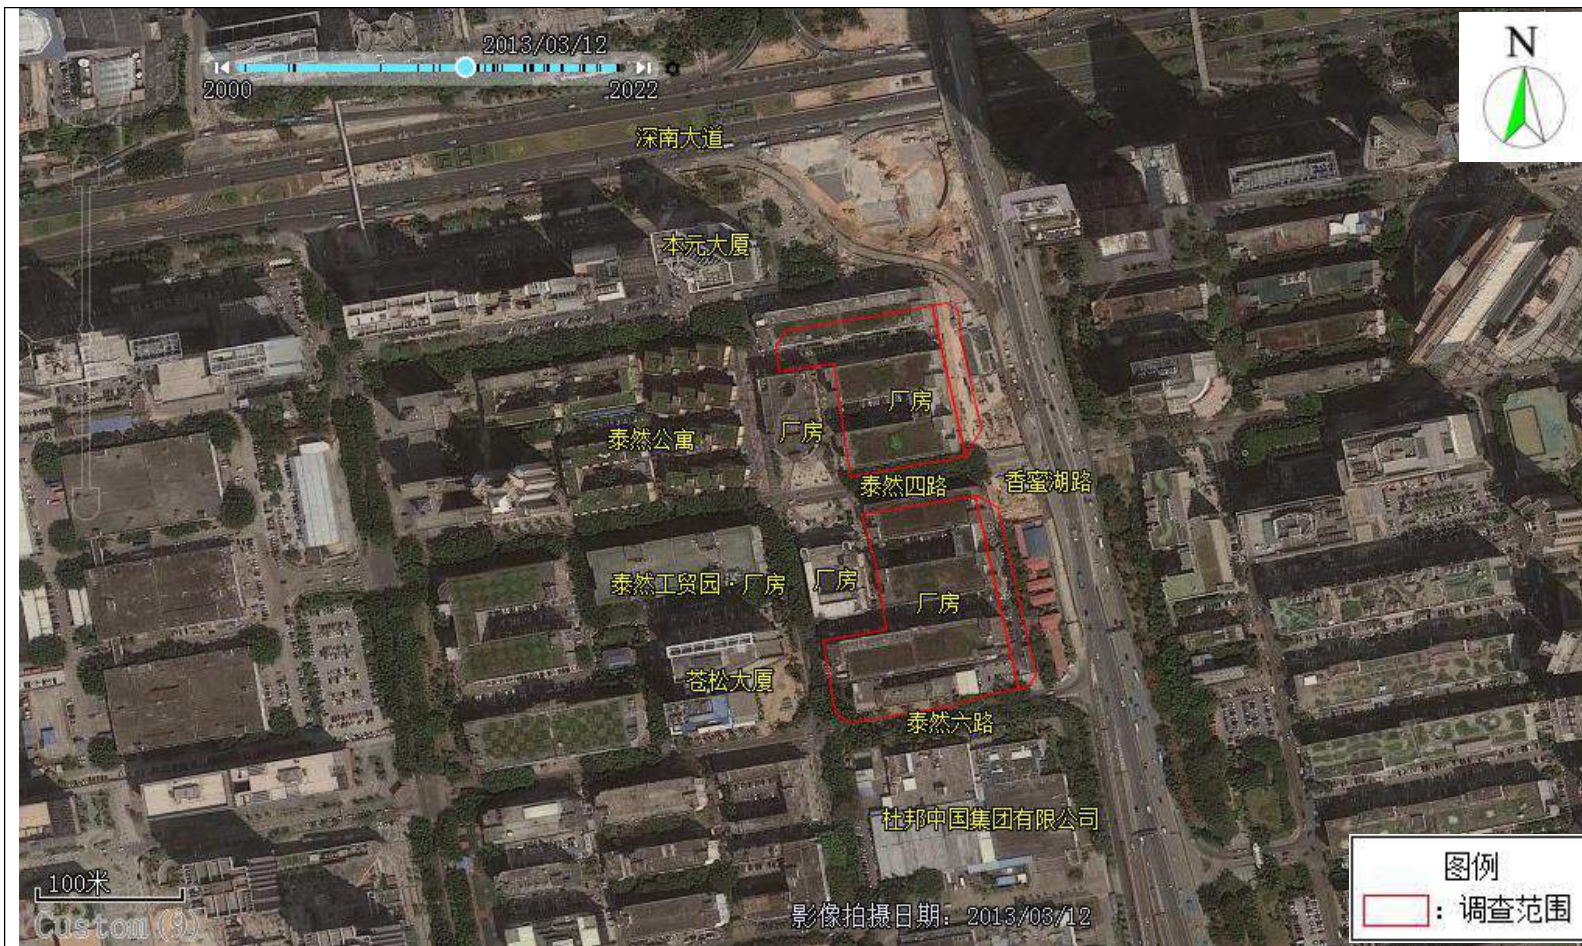 2013/03/12
N
2000
2022
深南大道
本元大厦
厂房
厂房
泰然公寓
泰然四路
香蜜湖路
泰然工贸园·厂房
厂房
厂房
苍松大厦
泰然六路
杜邦中国集团有限公司
100米
Custom(9)
影像拍摄日期：2013/03/12
图例
：调查范围